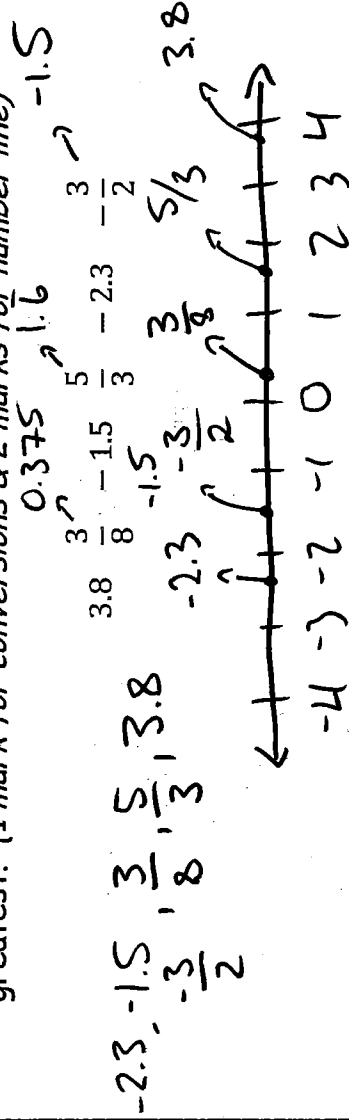 greatest. (1 mark for conversions & 2 marks for number line)
0.375 1.6̅ -1.5
3.8 3/8 -1.5 5/3 -2.3 -3/2
-2.3, -1.5 -3/2, 3/8, 5/3, 3.8
-2.3 -1.5 -3/2 3/8 5/3 3.8
-4 -3 -2 -1 0 1 2 3 4